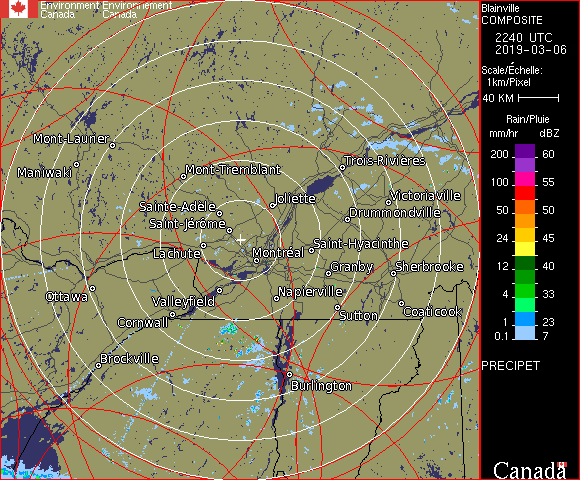 Environment Environnement
Canada Canada
Blainville
COMPOSITE
2240 UTC
2019-03-06
Scale/Échelle:
1km/Pixel
40 KM
Rain/Pluie
mm/hr dBZ
200 60
150 57
100 55
50 50
24 45
12 40
4 33
1 23
0.1 7
PRECIPET
Canada
Mont-Laurier
Maniwaki
Mont-Tremblant
Trois-Rivières
Joliette
Victoriaville
Sainte-Adèle
Drummondville
Saint-Jérôme
Saint-Hyacinthe
Lachute
Montréal
Granby
Sherbrooke
Ottawa
Valleyfield
Napierville
Cornwall
Sutton
Coaticook
Brockville
Burlington